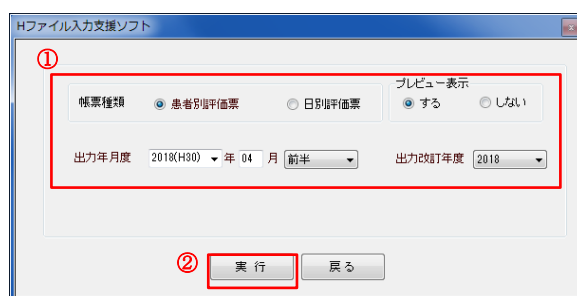 Hファイル入力支援ソフト
①
プレビュー表示
帳票種類 患者別評価票 日別評価票 する しない
出力年月度 2018(H30) 年 04 月 前半 出力改訂年度 2018
② 実行 戻る